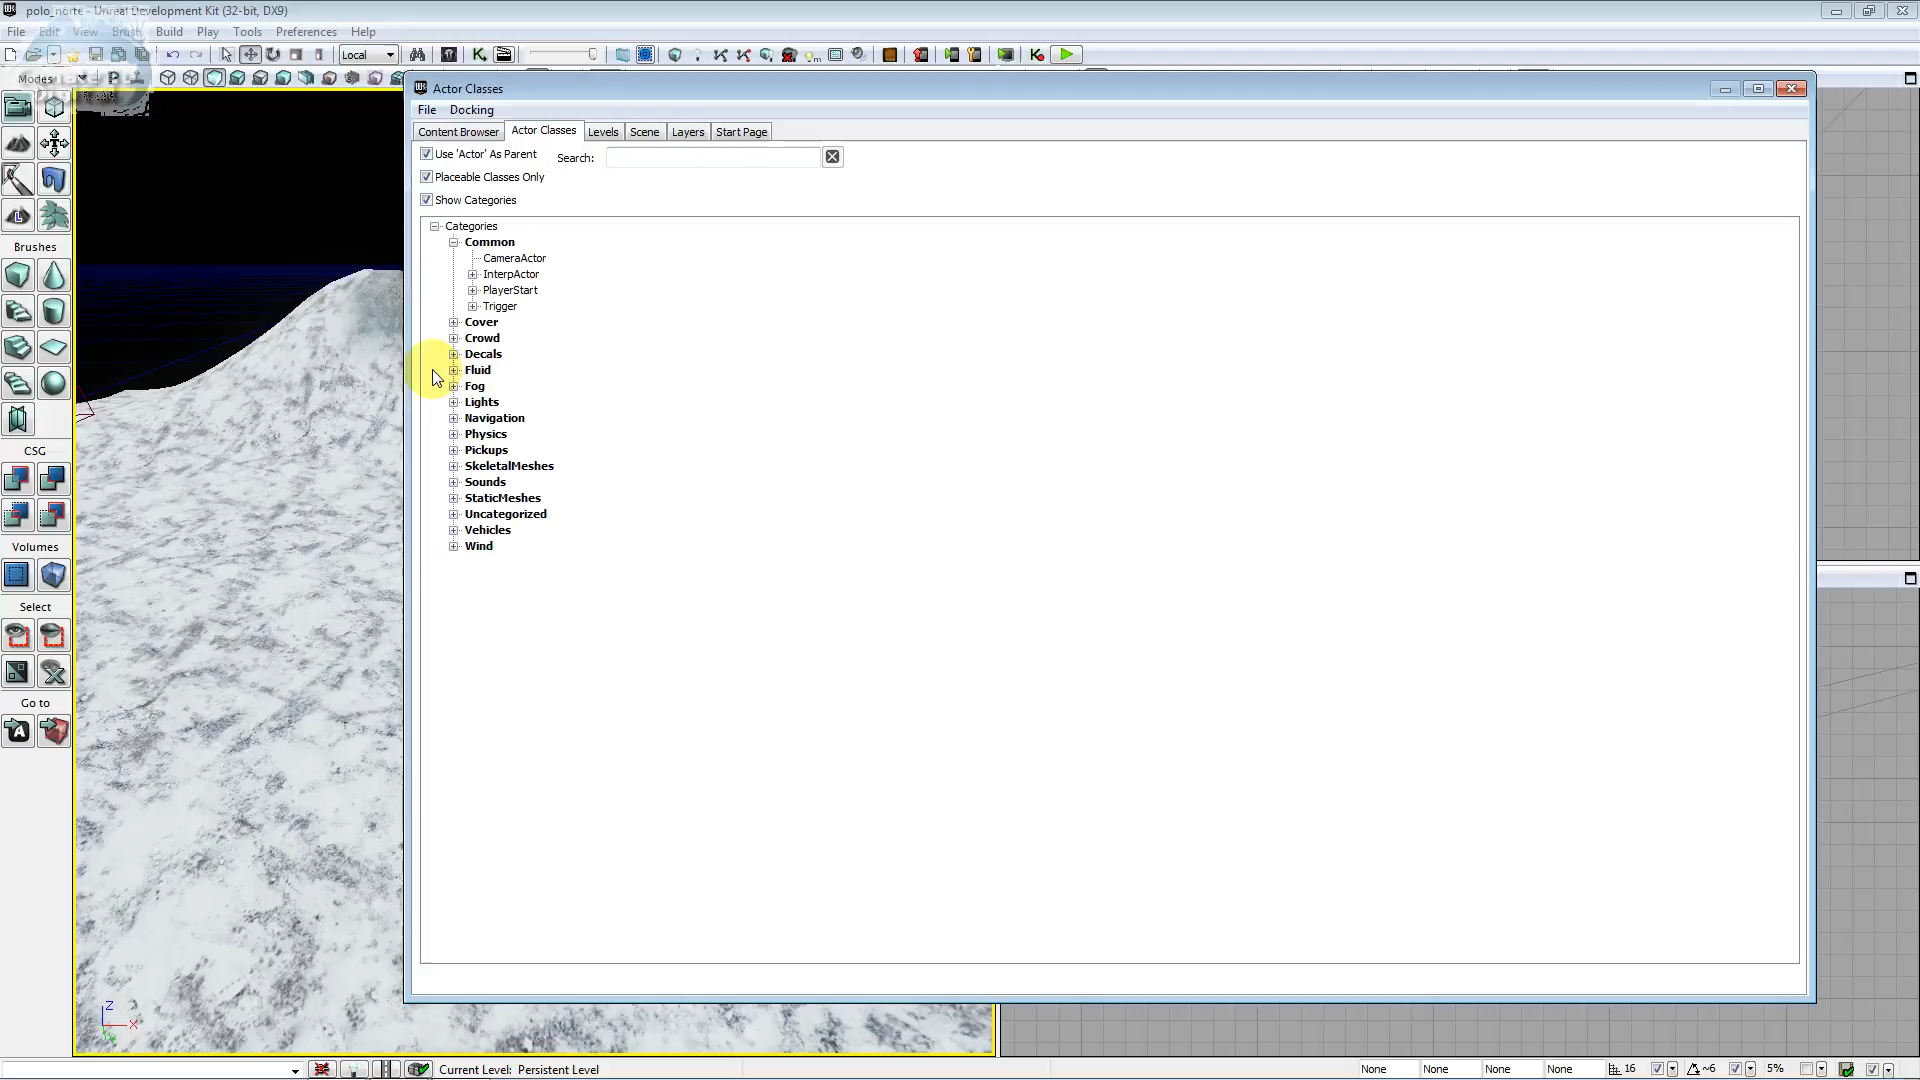 polo_norte - Unreal Development Kit (32-bit, DX9)
File Edit View Brush Build Play Tools Preferences Help
Local
Modes
Actor Classes
File Docking
Content Browser Actor Classes Levels Scene Layers Start Page
Use 'Actor' As Parent Search:
Placeable Classes Only
Show Categories
Categories
Common
CameraActor
InterpActor
PlayerStart
Trigger
Cover
Crowd
Decals
Fluid
Fog
Lights
Navigation
Physics
Pickups
SkeletalMeshes
Sounds
StaticMeshes
Uncategorized
Vehicles
Wind
Brushes
CSG
Volumes
Select
Go to
Z
X
Current Level: Persistent Level
None None None None 16 ~6 5%